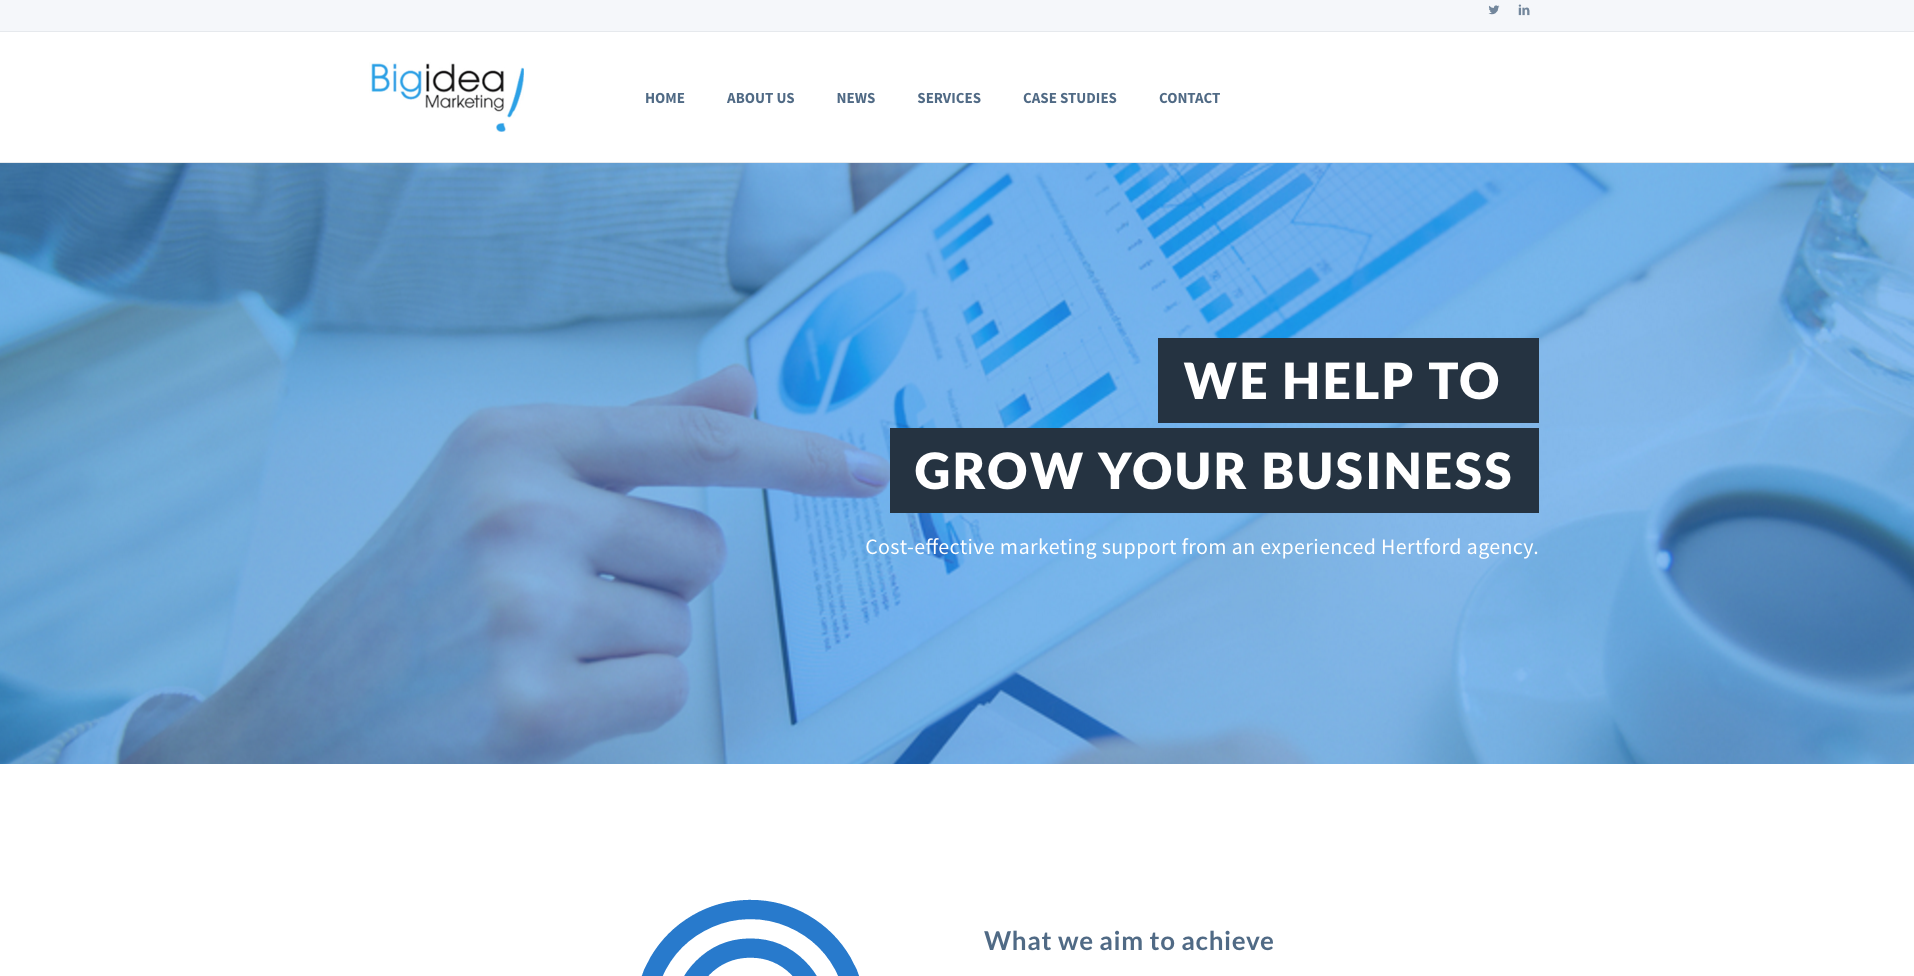 Bigidea
Marketing
HOME ABOUT US NEWS SERVICES CASE STUDIES CONTACT
WE HELP TO
GROW YOUR BUSINESS
Cost-effective marketing support from an experienced Hertford agency.
What we aim to achieve